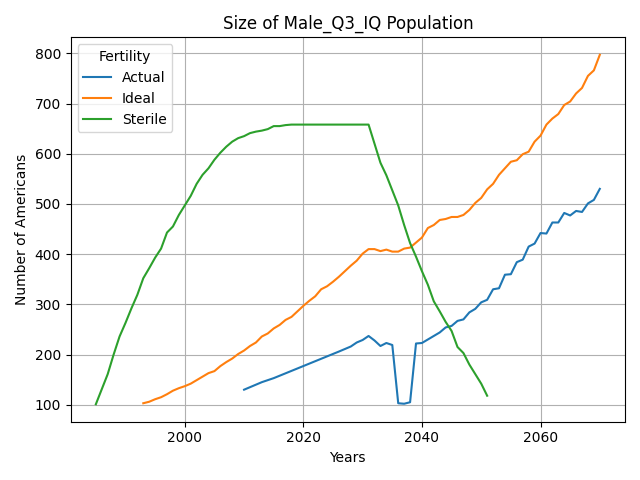 Size of Male_Q3_IQ Population
Fertility
Actual
Ideal
Sterile
Number of Americans
800
700
600
500
400
300
200
100
2000
2020
2040
2060
Years